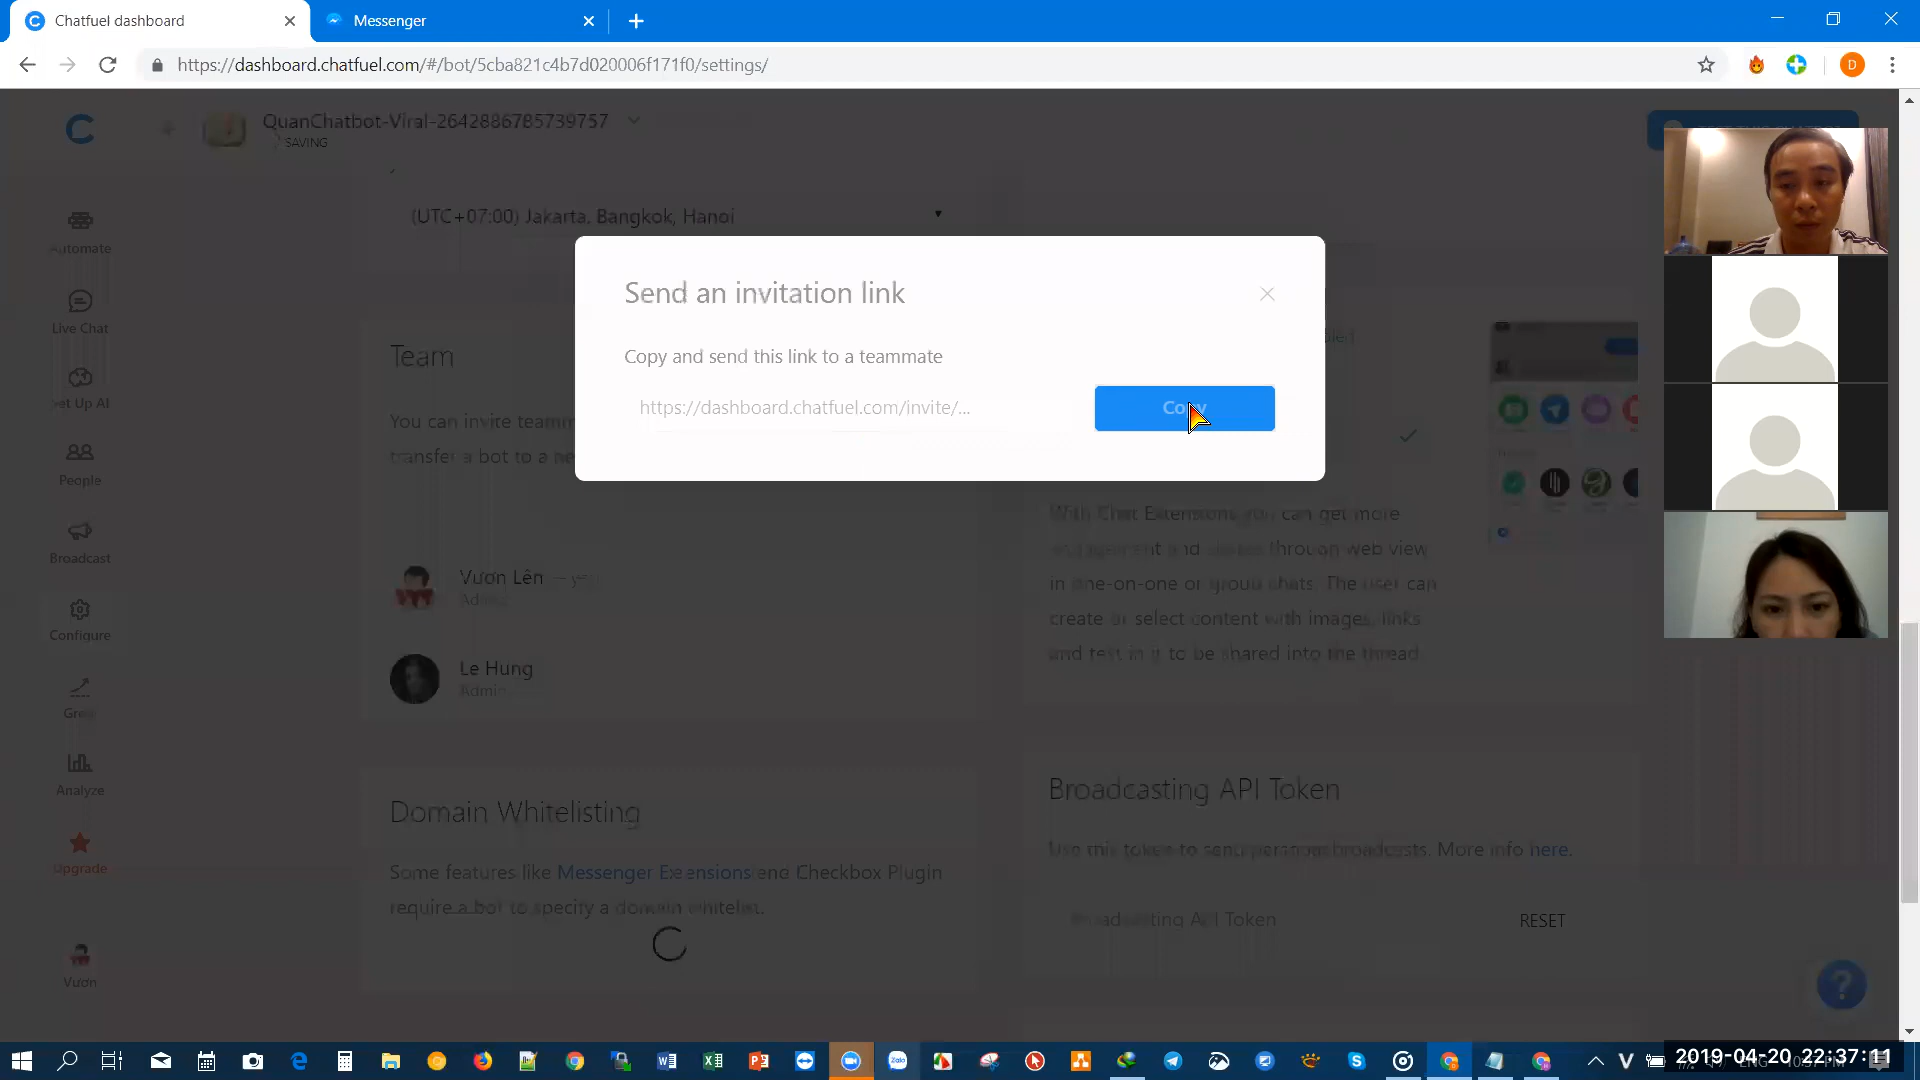 Chatfuel dashboard
Messenger
https://dashboard.chatfuel.com/#/bot/5cba821c4b7d020006f171f0/settings/
D
QuanChatbot-Viral-2642886785739757
SAVING
(UTC+07:00) Jakarta, Bangkok, Hanoi
Automate
Live Chat
Set Up AI
People
Broadcast
Configure
Grow
Analyze
Upgrade
Vươn
Send an invitation link
Copy and send this link to a teammate
https://dashboard.chatfuel.com/invite/...
Copy
Team
You can invite team
transfer a bot to a
Vươn Lên — you
Admin
Le Hung
Admin
With Chat Extensions you can get more
engagement and shares through web view
in one-on-one or group chats. The user can
create or select content with images, links
and text in it to be shared into the thread
Domain Whitelisting
Some features like Messenger Extensions and Checkbox Plugin
require a bot to specify a domain whitelist.
Broadcasting API Token
Use this token to send personal broadcasts. More info here.
Broadcasting API Token
RESET
?
Zalo
2019-04-20 22:37:11